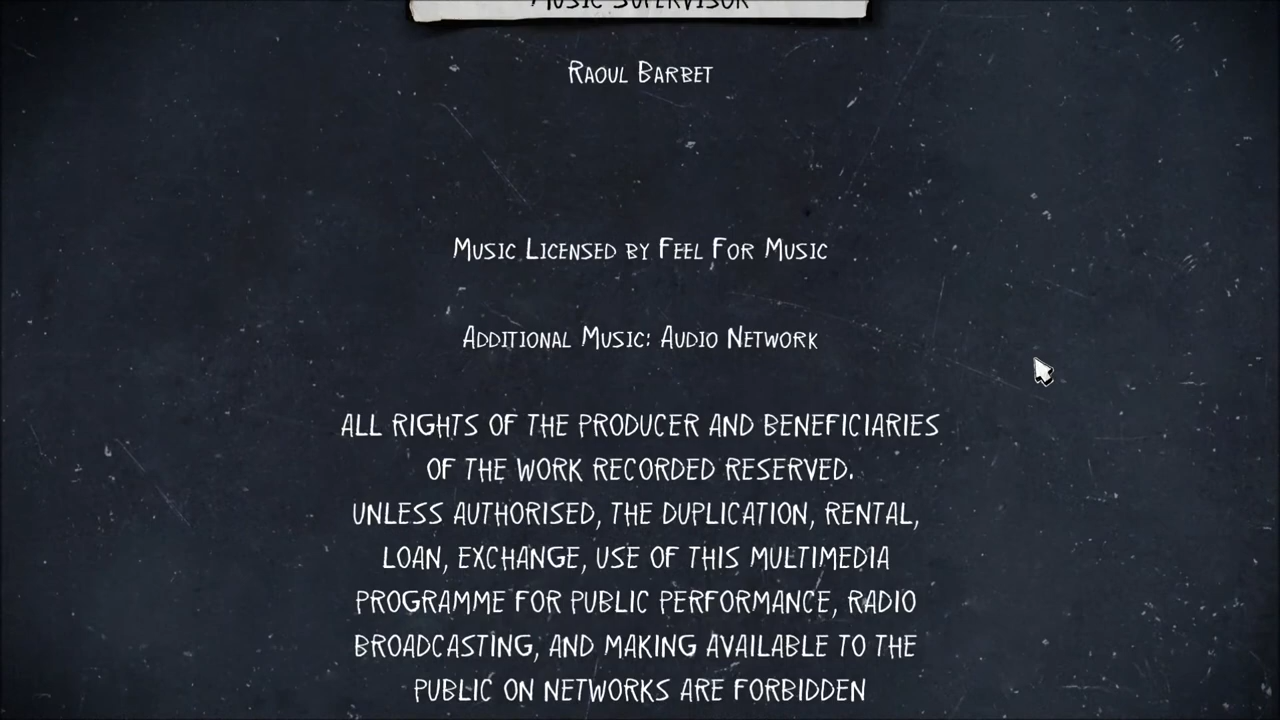 Music Supervisor
Raoul Barbet
Music Licensed by Feel For Music
Additional Music: Audio Network
ALL RIGHTS OF THE PRODUCER AND BENEFICIARIES
OF THE WORK RECORDED RESERVED.
UNLESS AUTHORISED, THE DUPLICATION, RENTAL,
LOAN, EXCHANGE, USE OF THIS MULTIMEDIA
PROGRAMME FOR PUBLIC PERFORMANCE, RADIO
BROADCASTING, AND MAKING AVAILABLE TO THE
PUBLIC ON NETWORKS ARE FORBIDDEN